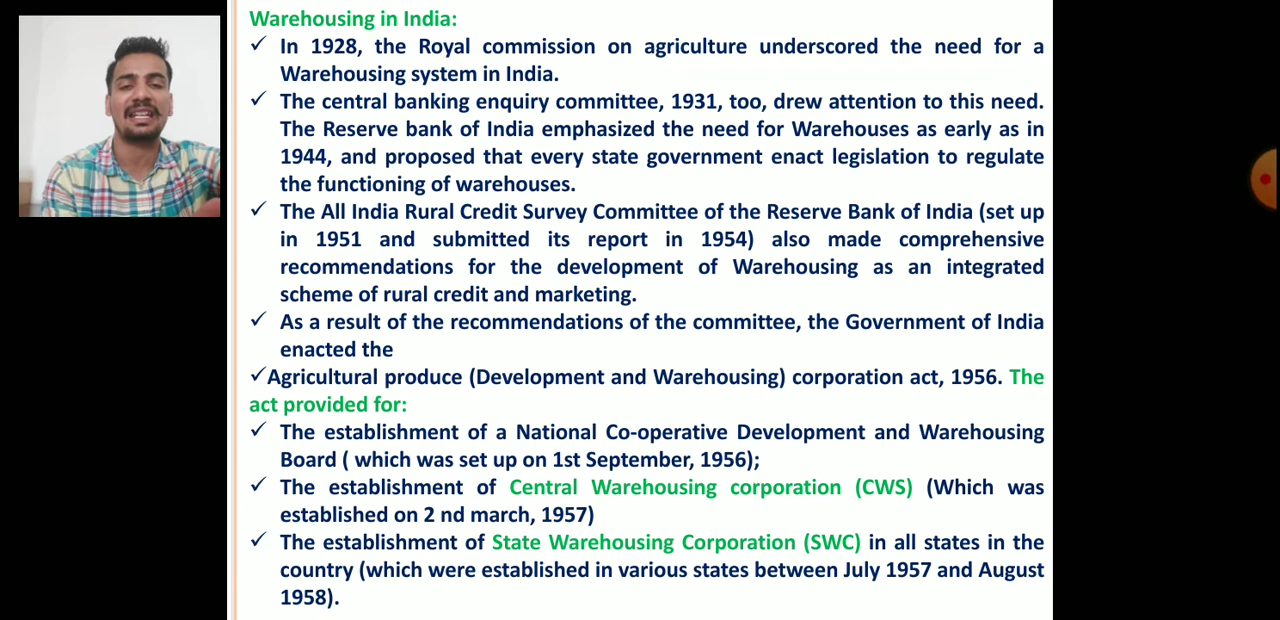 Warehousing in India:
✓ In 1928, the Royal commission on agriculture underscored the need for a
Warehousing system in India.
✓ The central banking enquiry committee, 1931, too, drew attention to this need.
The Reserve bank of India emphasized the need for Warehouses as early as in
1944, and proposed that every state government enact legislation to regulate
the functioning of warehouses.
✓ The All India Rural Credit Survey Committee of the Reserve Bank of India (set up
in 1951 and submitted its report in 1954) also made comprehensive
recommendations for the development of Warehousing as an integrated
scheme of rural credit and marketing.
✓ As a result of the recommendations of the committee, the Government of India
enacted the
✓Agricultural produce (Development and Warehousing) corporation act, 1956. The
act provided for:
✓ The establishment of a National Co-operative Development and Warehousing
Board ( which was set up on 1st September, 1956);
✓ The establishment of Central Warehousing corporation (CWS) (Which was
established on 2 nd march, 1957)
✓ The establishment of State Warehousing Corporation (SWC) in all states in the
country (which were established in various states between July 1957 and August
1958).